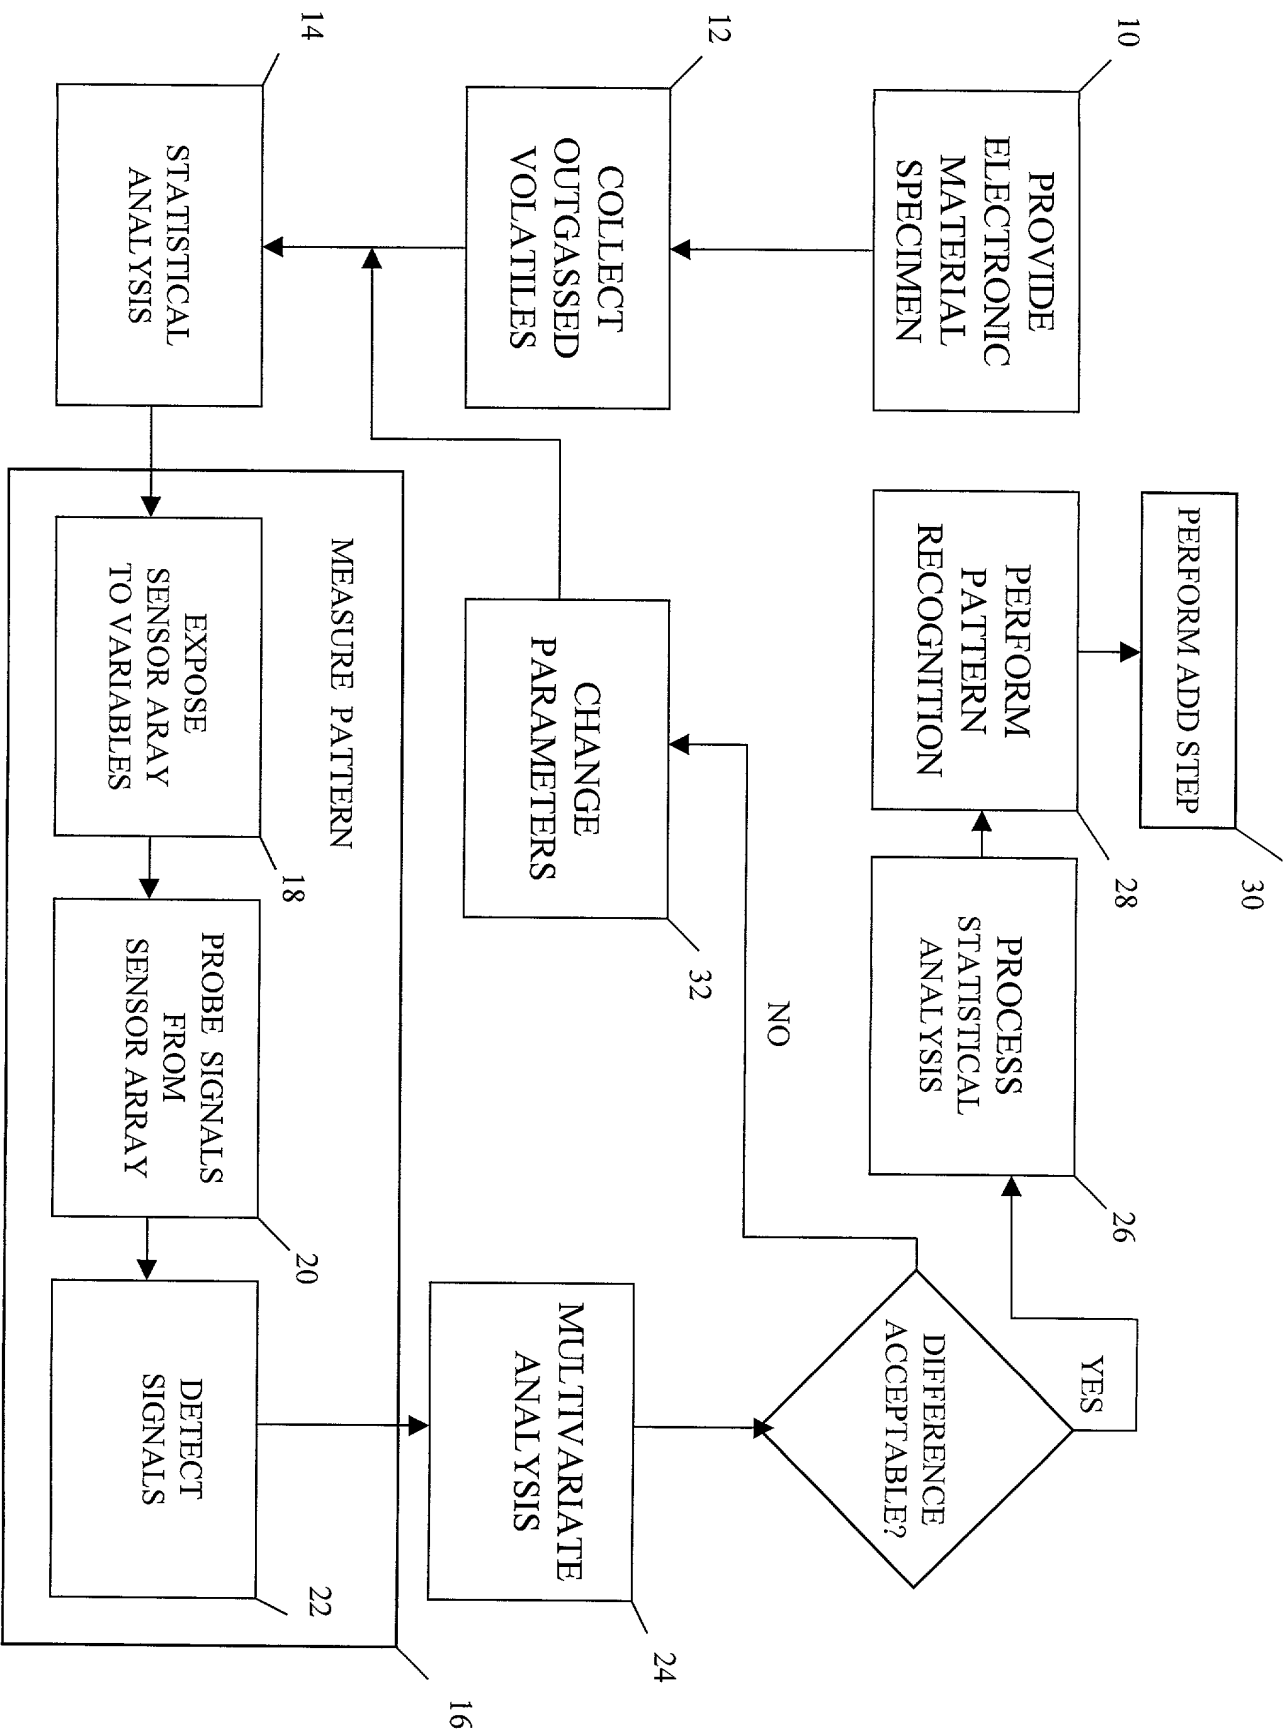 10
PROVIDE
ELECTRONIC
MATERIAL
SPECIMEN
12
COLLECT
OUTGASSED
VOLATILES
14
STATISTICAL
ANALYSIS
MEASURE PATTERN
16
EXPOSE
SENSOR ARAY
TO VARIABLES
18
PROBE SIGNALS
FROM
SENSOR ARRAY
20
DETECT
SIGNALS
22
MULTIVARIATE
ANALYSIS
24
DIFFERENCE
ACCEPTABLE?
YES
NO
PROCESS
STATISTICAL
ANALYSIS
26
PERFORM
PATTERN
RECOGNITION
28
PERFORM ADD STEP
30
CHANGE
PARAMETERS
32